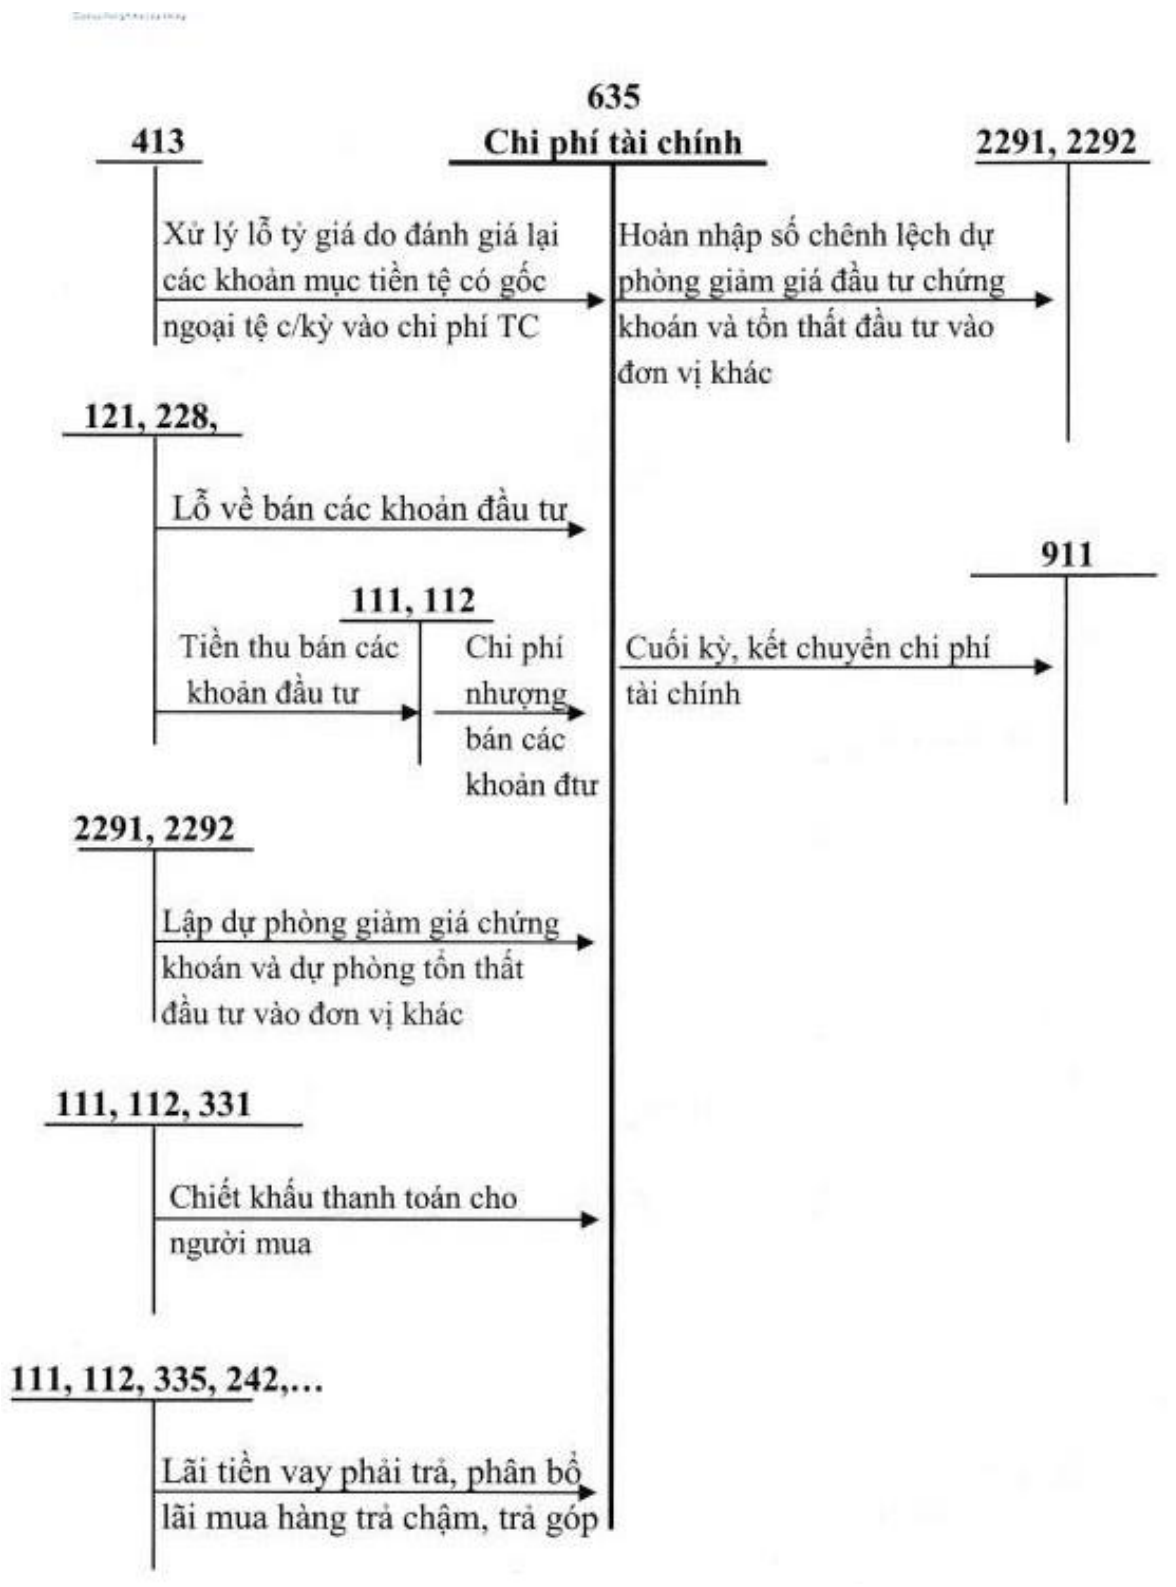 635
413
Chi phí tài chính
2291, 2292
Xử lý lỗ tỷ giá do đánh giá lại
các khoản mục tiền tệ có gốc
ngoại tệ c/kỳ vào chi phí TC
Hoàn nhập số chênh lệch dự
phòng giảm giá đầu tư chứng
khoán và tổn thất đầu tư vào
đơn vị khác
121, 228,
Lỗ về bán các khoản đầu tư
911
111, 112
Tiền thu bán các
khoản đầu tư
Chi phí
nhượng
bán các
khoản đtư
Cuối kỳ, kết chuyển chi phí
tài chính
2291, 2292
Lập dự phòng giảm giá chứng
khoán và dự phòng tổn thất
đầu tư vào đơn vị khác
111, 112, 331
Chiết khấu thanh toán cho
người mua
111, 112, 335, 242,...
Lãi tiền vay phải trả, phân bổ
lãi mua hàng trả chậm, trả góp